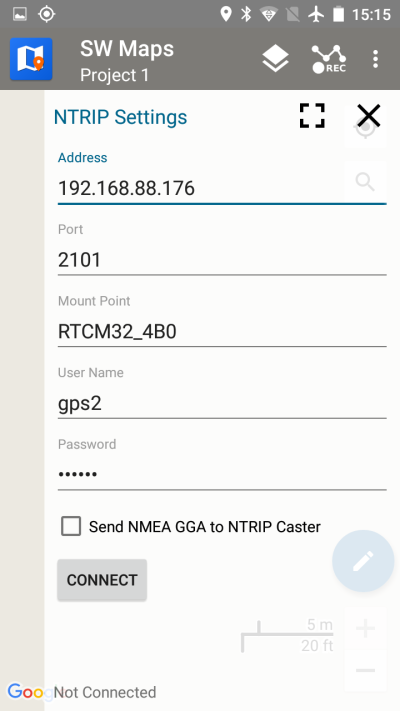 15:15
SW Maps
Project 1
REC
NTRIP Settings
Address
192.168.88.176
Port
2101
Mount Point
RTCM32_4B0
User Name
gps2
Password
••••••
Send NMEA GGA to NTRIP Caster
CONNECT
5 m
20 ft
Goo
Not Connected